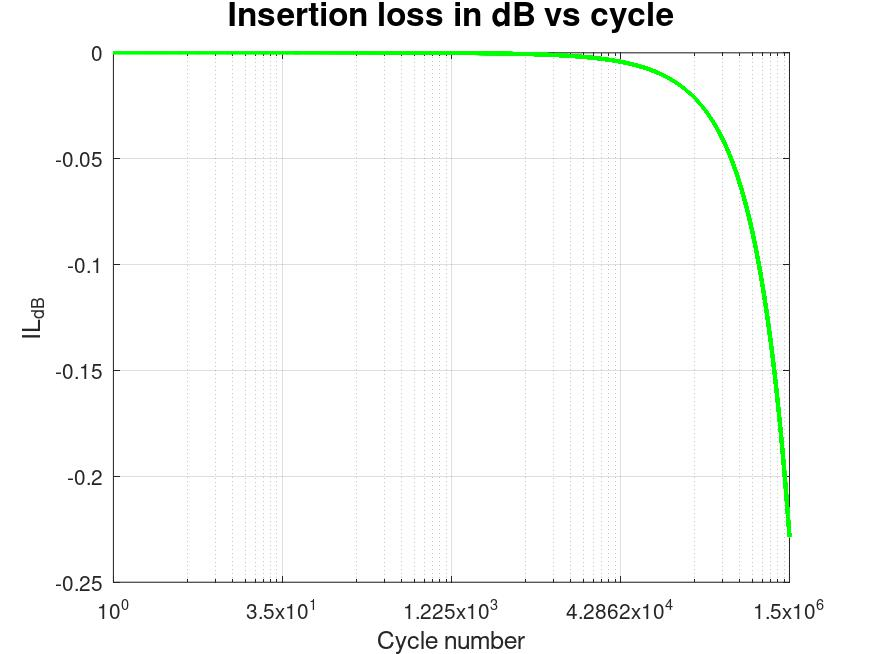 Insertion loss in dB vs cycle
0
-0.05
-0.1
-0.15
-0.2
-0.25
IL_dB
10^0 3.5x10^1 1.225x10^3 4.2862x10^4 1.5x10^6
Cycle number